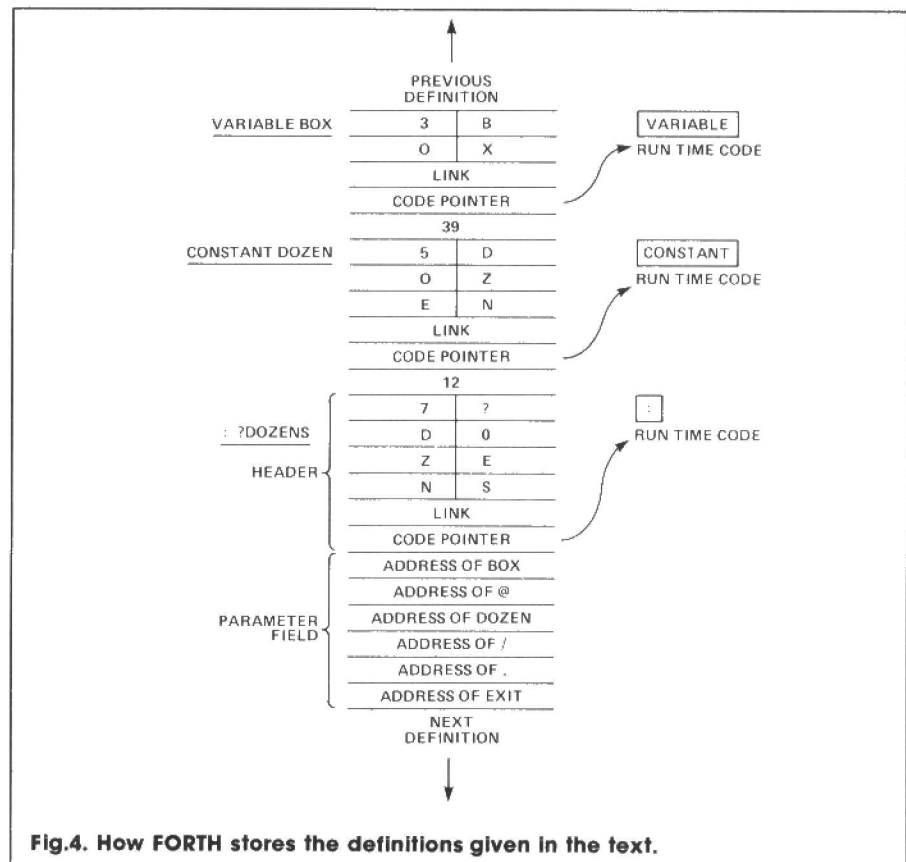 PREVIOUS
DEFINITION
VARIABLE BOX
3 B
O X
LINK
CODE POINTER
39
VARIABLE
RUN TIME CODE
CONSTANT DOZEN
5 D
O Z
E N
LINK
CODE POINTER
12
CONSTANT
RUN TIME CODE
: ?DOZENS
HEADER
7 ?
D 0
Z E
N S
LINK
CODE POINTER
:
RUN TIME CODE
PARAMETER
FIELD
ADDRESS OF BOX
ADDRESS OF @
ADDRESS OF DOZEN
ADDRESS OF /
ADDRESS OF .
ADDRESS OF EXIT
NEXT
DEFINITION
Fig.4. How FORTH stores the definitions given in the text.